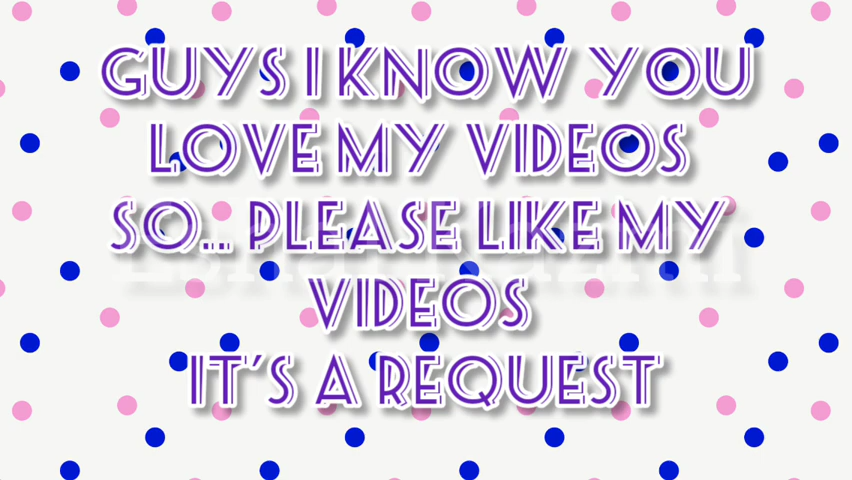 GUYS I KNOW YOU
LOVE MY VIDEOS
SO... PLEASE LIKE MY
VIDEOS
IT'S A REQUEST